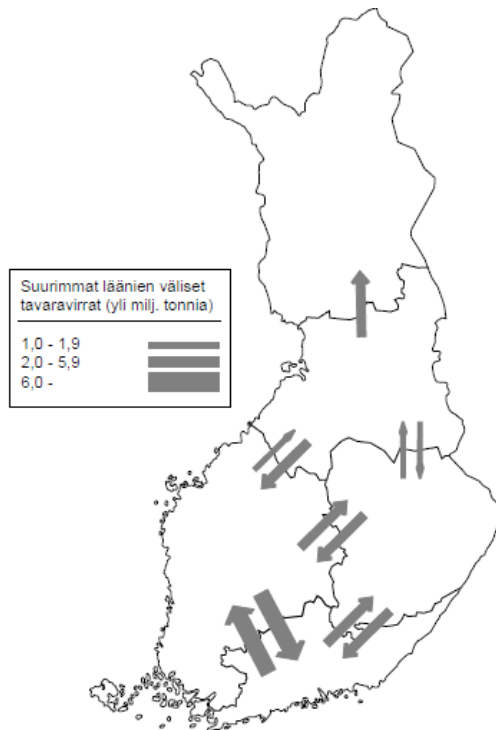 Suurimmat läänien väliset
tavaravirrat (yli milj. tonnia)
1,0 - 1,9
2,0 - 5,9
6,0 -